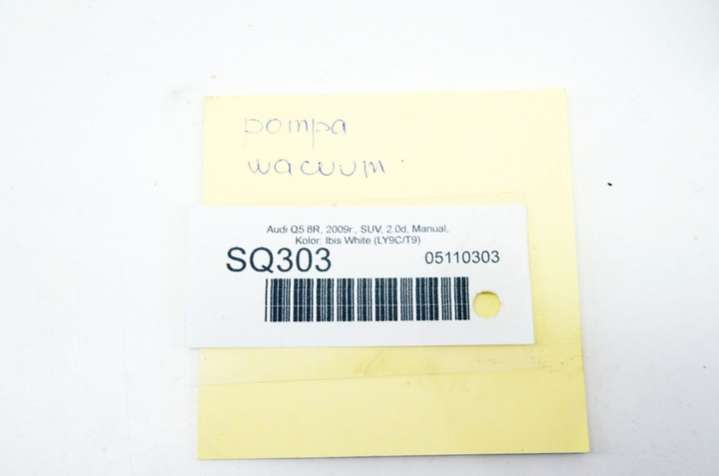 pompa
wacuum
Audi Q5 8R, 2009r., SUV, 2.0d, Manual,
Kolor: Ibis White (LY9C/T9)
SQ303 05110303